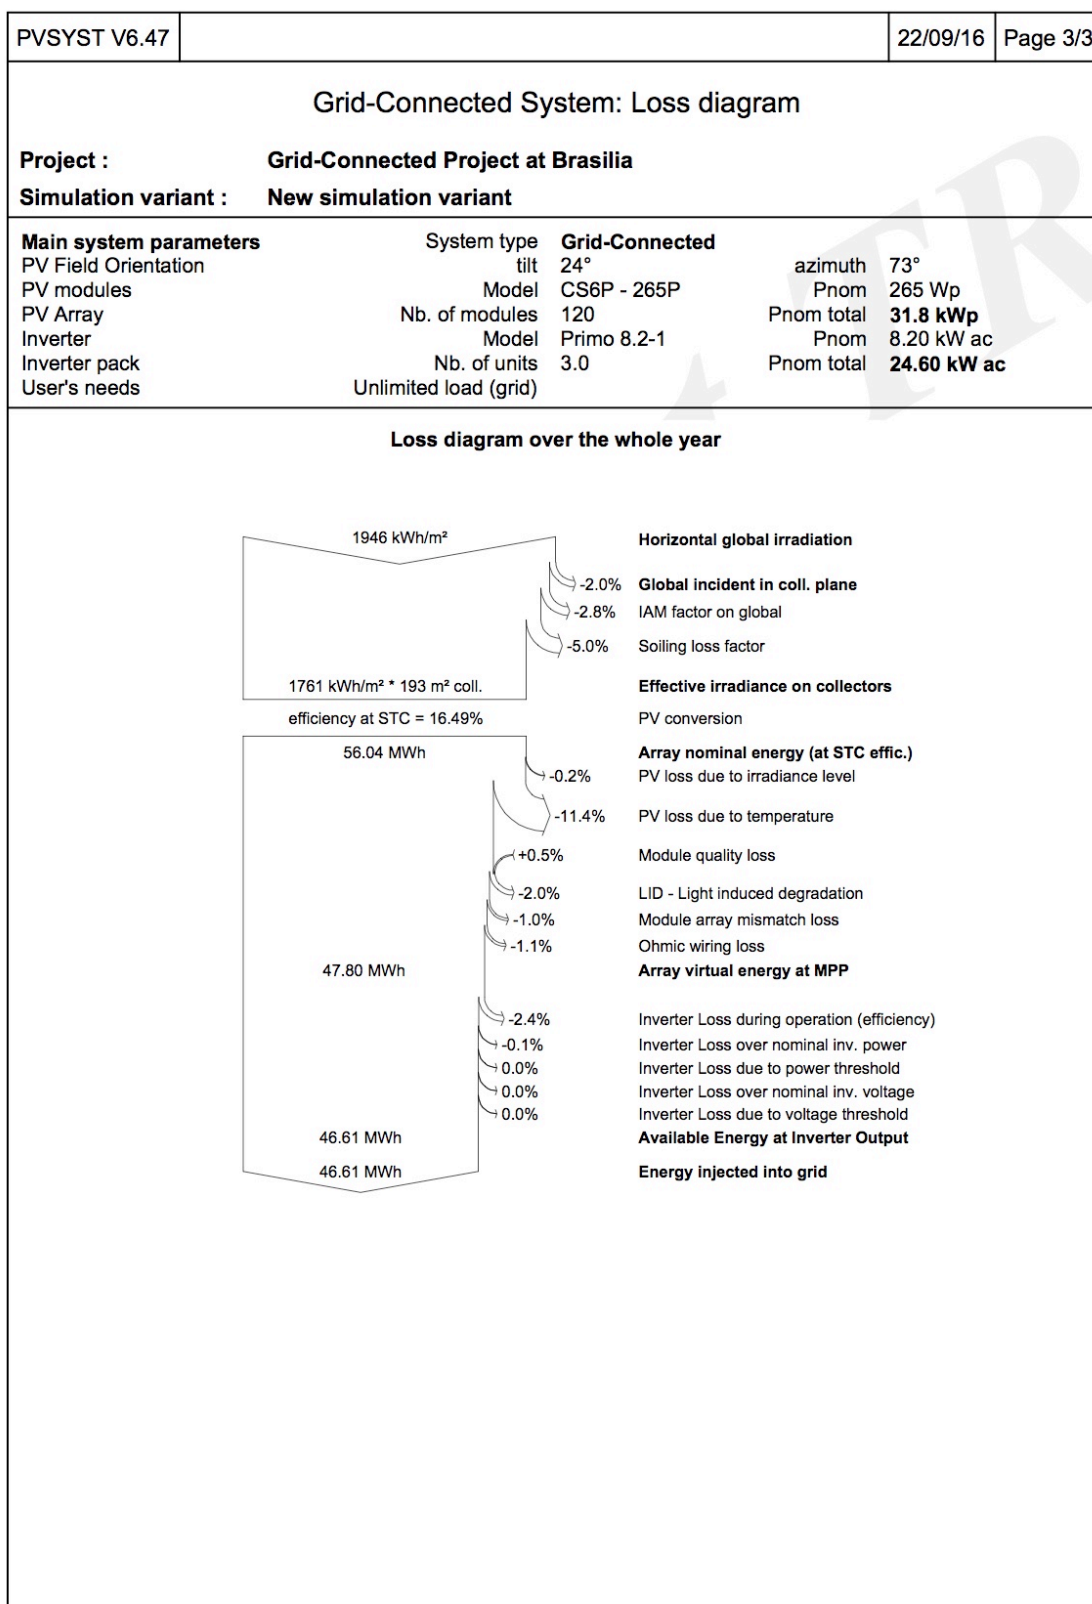 PVSYST V6.47 22/09/16 Page 3/3
Grid-Connected System: Loss diagram
Project : Grid-Connected Project at Brasilia
Simulation variant : New simulation variant
Main system parameters System type Grid-Connected
PV Field Orientation tilt 24° azimuth 73°
PV modules Model CS6P - 265P Pnom 265 Wp
PV Array Nb. of modules 120 Pnom total 31.8 kWp
Inverter Model Primo 8.2-1 Pnom 8.20 kW ac
Inverter pack Nb. of units 3.0 Pnom total 24.60 kW ac
User's needs Unlimited load (grid)
Loss diagram over the whole year
1946 kWh/m² Horizontal global irradiation
-2.0% Global incident in coll. plane
-2.8% IAM factor on global
-5.0% Soiling loss factor
1761 kWh/m² * 193 m² coll. Effective irradiance on collectors
efficiency at STC = 16.49% PV conversion
56.04 MWh Array nominal energy (at STC effic.)
-0.2% PV loss due to irradiance level
-11.4% PV loss due to temperature
+0.5% Module quality loss
-2.0% LID - Light induced degradation
-1.0% Module array mismatch loss
-1.1% Ohmic wiring loss
47.80 MWh Array virtual energy at MPP
-2.4% Inverter Loss during operation (efficiency)
-0.1% Inverter Loss over nominal inv. power
0.0% Inverter Loss due to power threshold
0.0% Inverter Loss over nominal inv. voltage
0.0% Inverter Loss due to voltage threshold
46.61 MWh Available Energy at Inverter Output
46.61 MWh Energy injected into grid